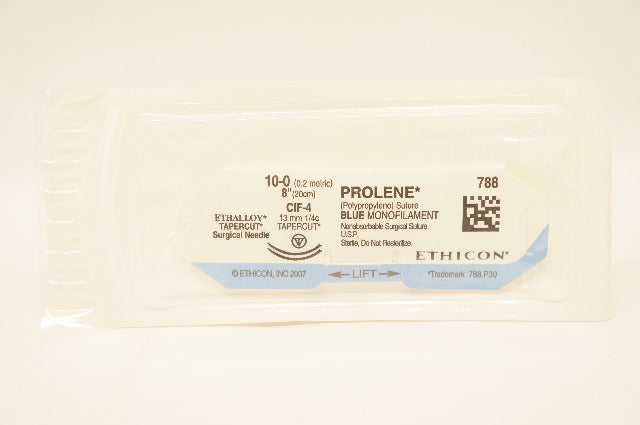 10-0 (0.2 metric)
8" (20cm)
CIF-4
13 mm 1/4c
TAPERCUT*
ETHALLOY*
TAPERCUT*
Surgical Needle
PROLENE*
(Polypropylene) Suture
BLUE MONOFILAMENT
Nonabsorbable Surgical Suture
U.S.P.
Sterile, Do Not Resterilize.
788
ETHICON*
© ETHICON, INC 2007
LIFT
*Trademark 788.P30